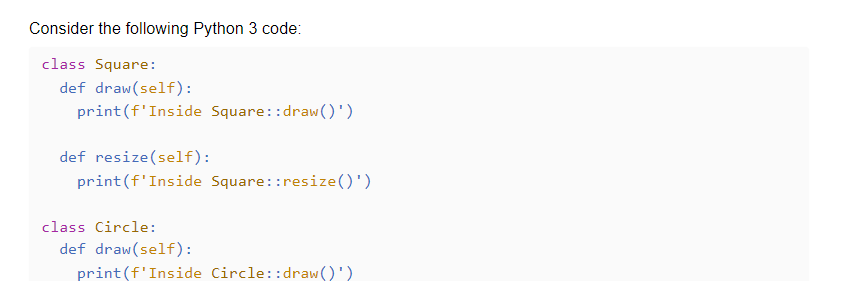 Consider the following Python 3 code:
class Square:
  def draw(self):
    print(f'Inside Square::draw()')
  def resize(self):
    print(f'Inside Square::resize()')
class Circle:
  def draw(self):
    print(f'Inside Circle::draw()')